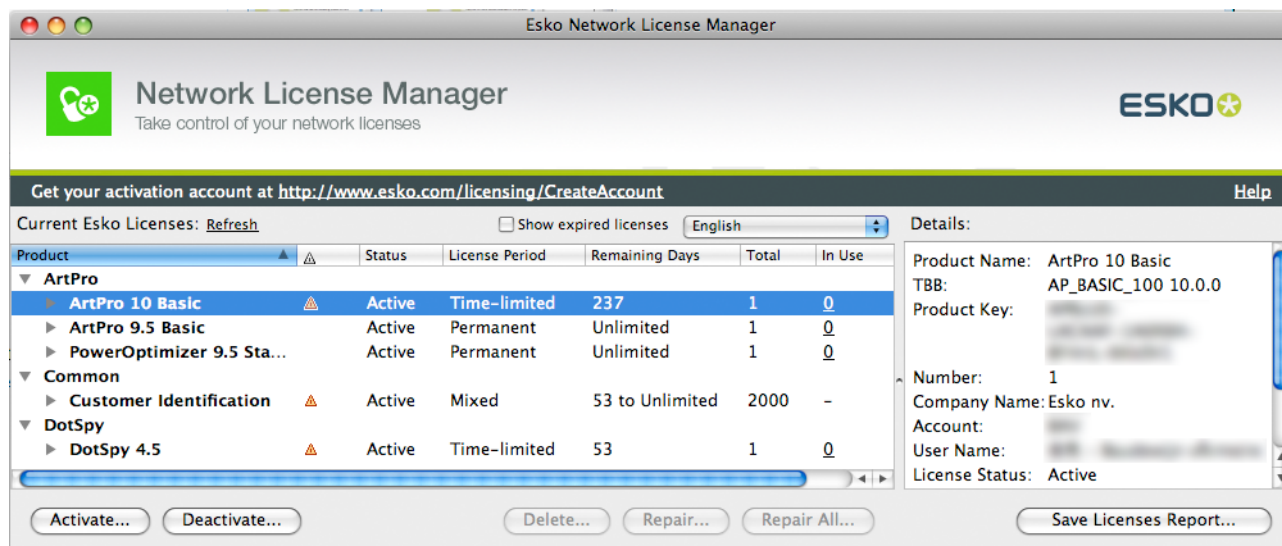 Esko Network License Manager
Network License Manager
Take control of your network licenses
ESKO
Get your activation account at http://www.esko.com/licensing/CreateAccount Help
Current Esko Licenses: Refresh Show expired licenses English Details:
Product Status License Period Remaining Days Total In Use
ArtPro
ArtPro 10 Basic Active Time-limited 237 1 0
ArtPro 9.5 Basic Active Permanent Unlimited 1 0
PowerOptimizer 9.5 Sta... Active Permanent Unlimited 1 0
Common
Customer Identification Active Mixed 53 to Unlimited 2000 -
DotSpy
DotSpy 4.5 Active Time-limited 53 1 0
Product Name: ArtPro 10 Basic
TBB: AP_BASIC_100 10.0.0
Product Key:
Number: 1
Company Name: Esko nv.
Account:
User Name:
License Status: Active
Activate... Deactivate... Delete... Repair... Repair All... Save Licenses Report...